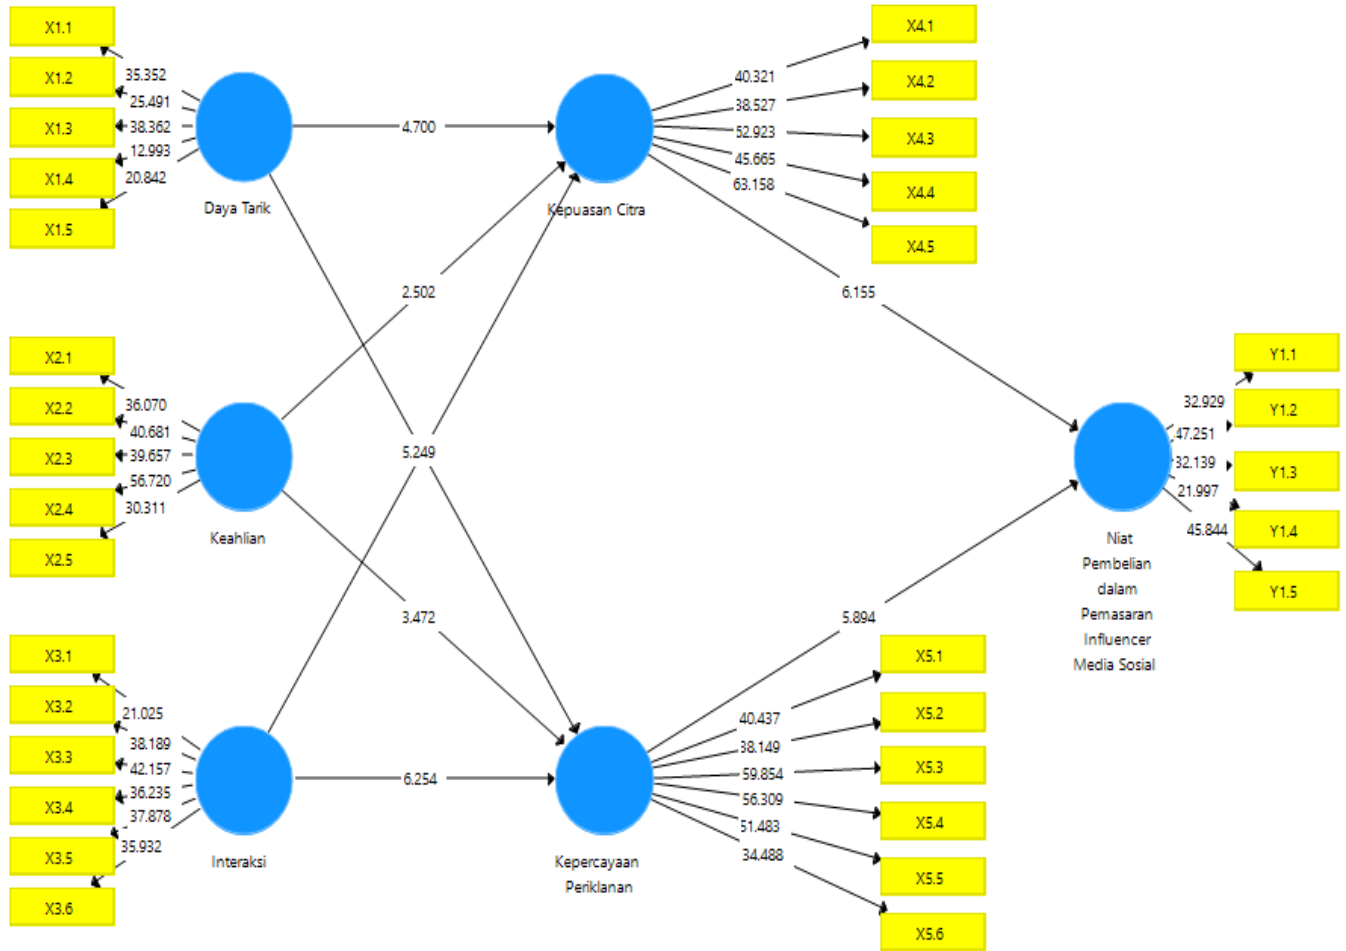 X1.1
X1.2
X1.3
X1.4
X1.5
35.352
25.491
38.362
12.993
20.842
Daya Tarik
4.700
Kepuasan Citra
40.321
38.527
52.923
45.665
63.158
X4.1
X4.2
X4.3
X4.4
X4.5
2.502
6.155
X2.1
X2.2
X2.3
X2.4
X2.5
36.070
40.681
39.657
56.720
30.311
Keahlian
5.249
3.472
5.894
32.929
47.251
32.139
21.997
45.844
Y1.1
Y1.2
Y1.3
Y1.4
Y1.5
Niat
Pembelian
dalam
Pemasaran
Influencer
Media Sosial
X3.1
X3.2
X3.3
X3.4
X3.5
X3.6
21.025
38.189
42.157
36.235
37.878
35.932
Interaksi
6.254
Kepercayaan
Periklanan
40.437
38.149
59.854
56.309
51.483
34.488
X5.1
X5.2
X5.3
X5.4
X5.5
X5.6